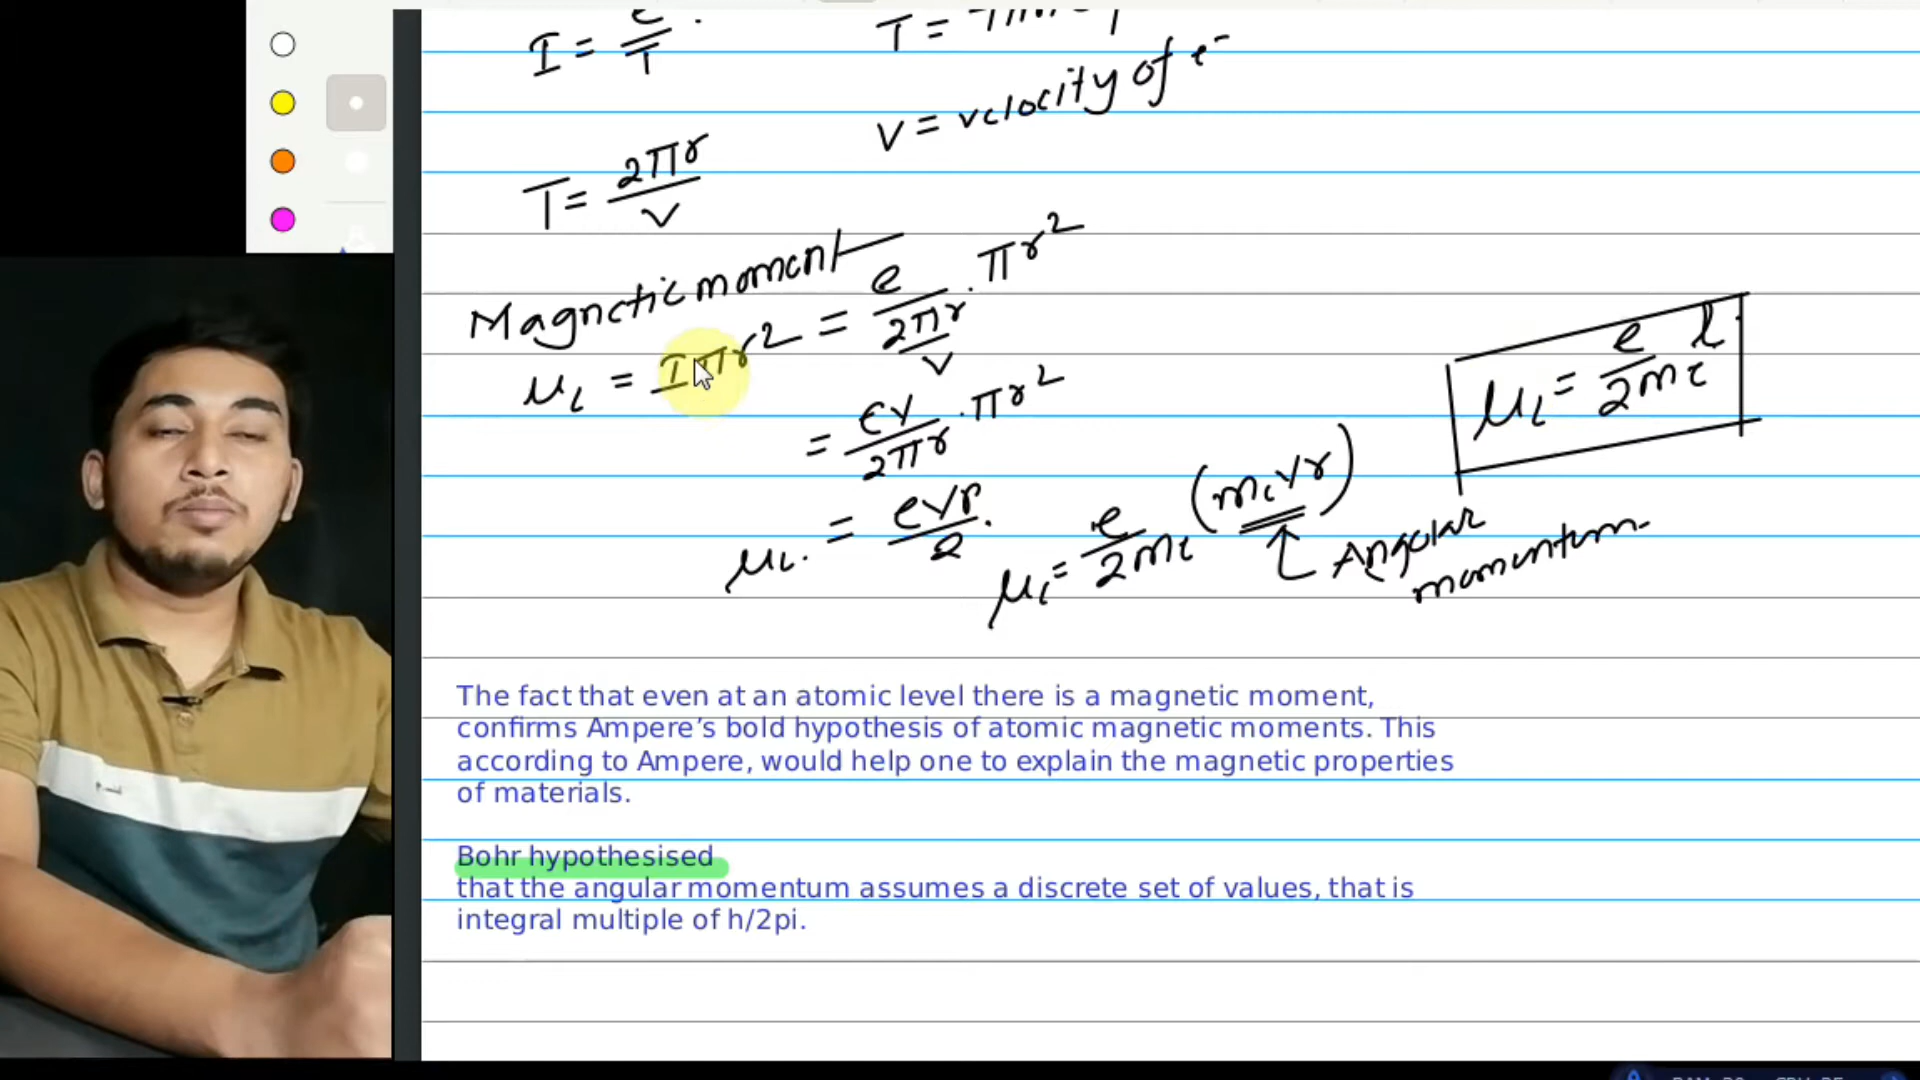 I = e/T
T =
v = velocity of e⁻
T = 2πr/v
Magnetic moment
μₗ = Iπr² = e/(2πr/v) · πr²
= ev/2πr · πr²
μₗ = e/2mₑ l
μₗ = evr/2
μₗ = e/2mₑ (mₑvr)
Angular momentum
The fact that even at an atomic level there is a magnetic moment,
confirms Ampere’s bold hypothesis of atomic magnetic moments. This
according to Ampere, would help one to explain the magnetic properties
of materials.
Bohr hypothesised
that the angular momentum assumes a discrete set of values, that is
integral multiple of h/2pi.